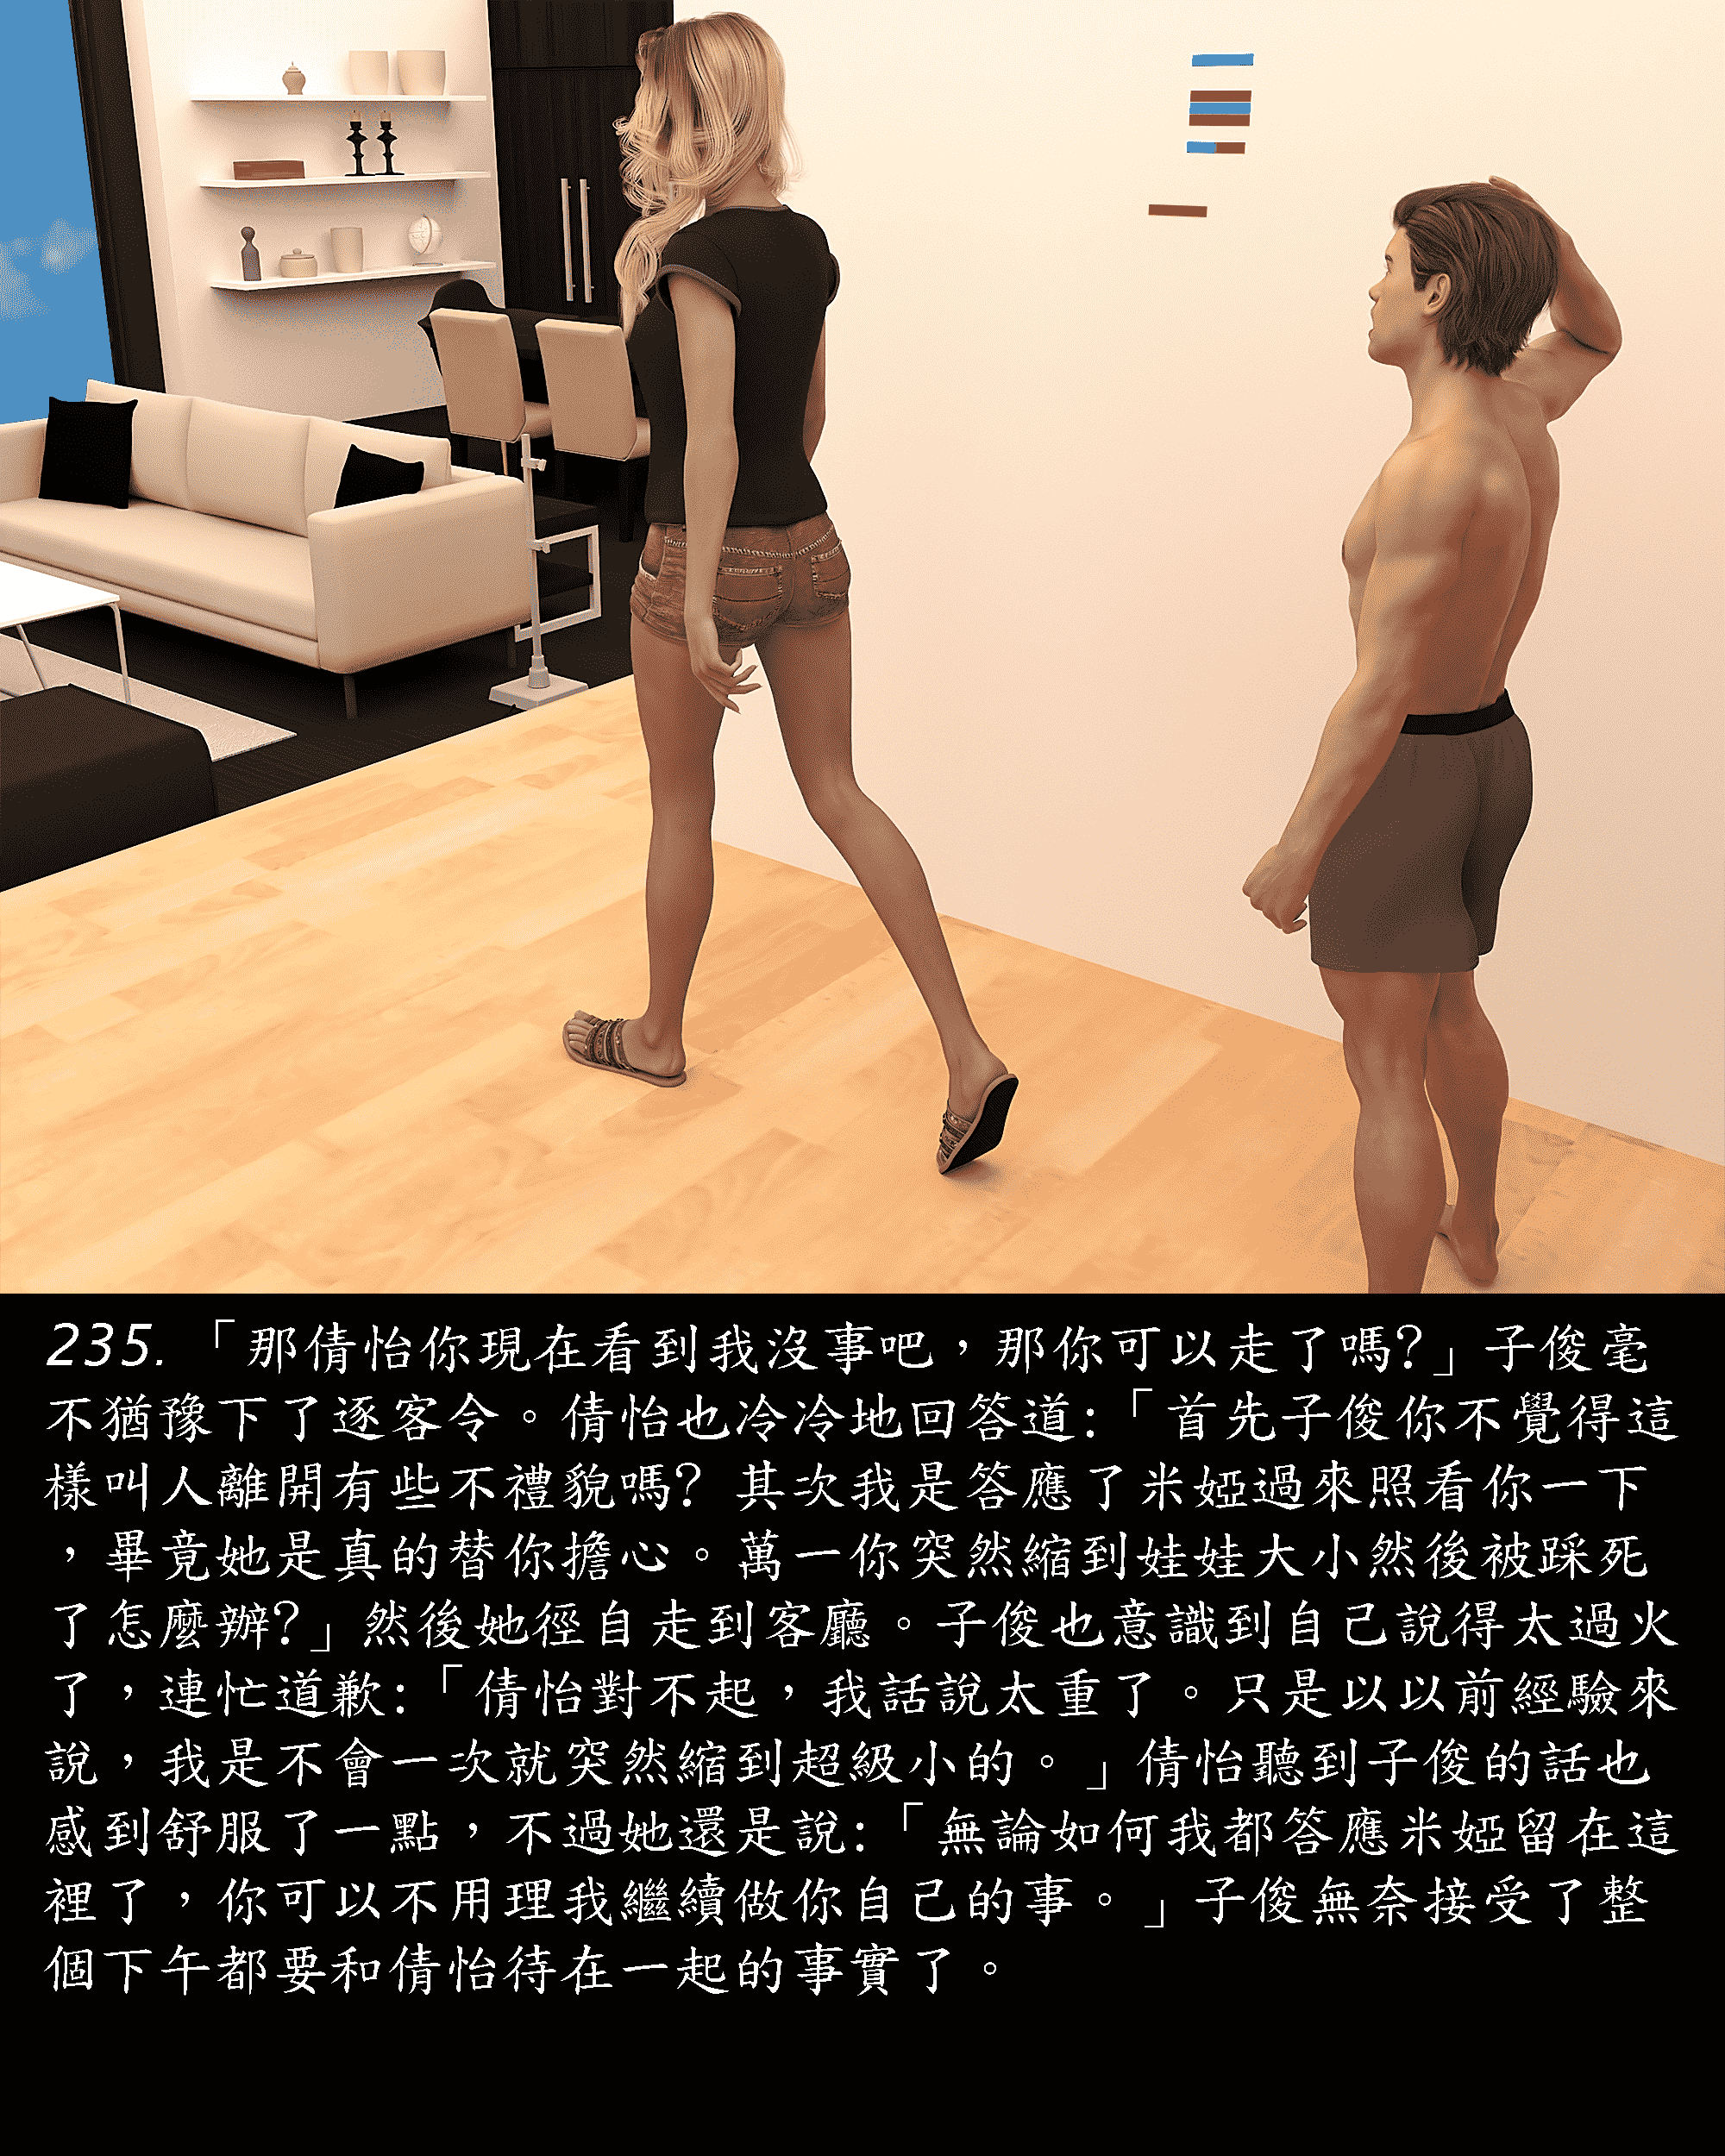 235.「那倩怡你現在看到我沒事吧，那你可以走了嗎?」子俊毫
不猶豫下了逐客令。倩怡也冷冷地回答道:「首先子俊你不覺得這
樣叫人離開有些不禮貌嗎? 其次我是答應了米婭過來照看你一下
，畢竟她是真的替你擔心。萬一你突然縮到娃娃大小然後被踩死
了怎麼辦?」然後她徑自走到客廳。子俊也意識到自己說得太過火
了，連忙道歉:「倩怡對不起，我話說太重了。只是以以前經驗來
說，我是不會一次就突然縮到超級小的。」倩怡聽到子俊的話也
感到舒服了一點，不過她還是說:「無論如何我都答應米婭留在這
裡了，你可以不用理我繼續做你自己的事。」子俊無奈接受了整
個下午都要和倩怡待在一起的事實了。